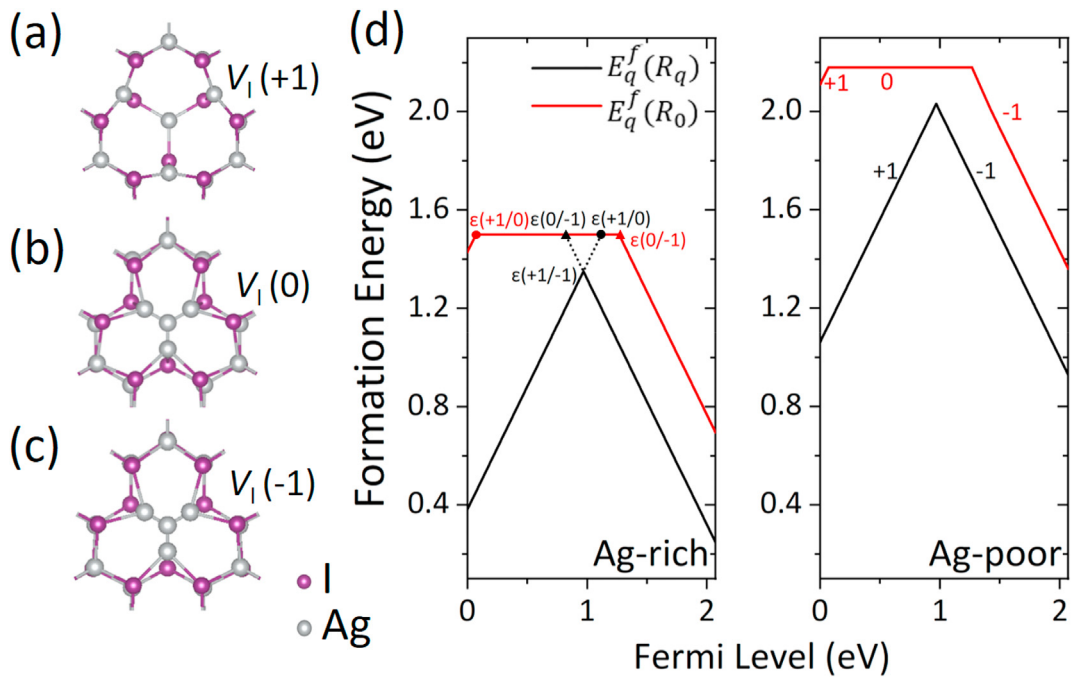 (a)
V_I (+1)
(b)
V_I (0)
(c)
V_I (-1)
I
Ag
(d)
Formation Energy (eV)
2.0
1.6
1.2
0.8
0.4
E_q^f(R_q)
E_q^f(R_0)
ε(+1/0)
ε(0/-1)
ε(+1/0)
ε(0/-1)
ε(+1/-1)
Ag-rich
0
1
2
2.0
1.6
1.2
0.8
0.4
+1
0
-1
+1
-1
Ag-poor
0
1
2
Fermi Level (eV)